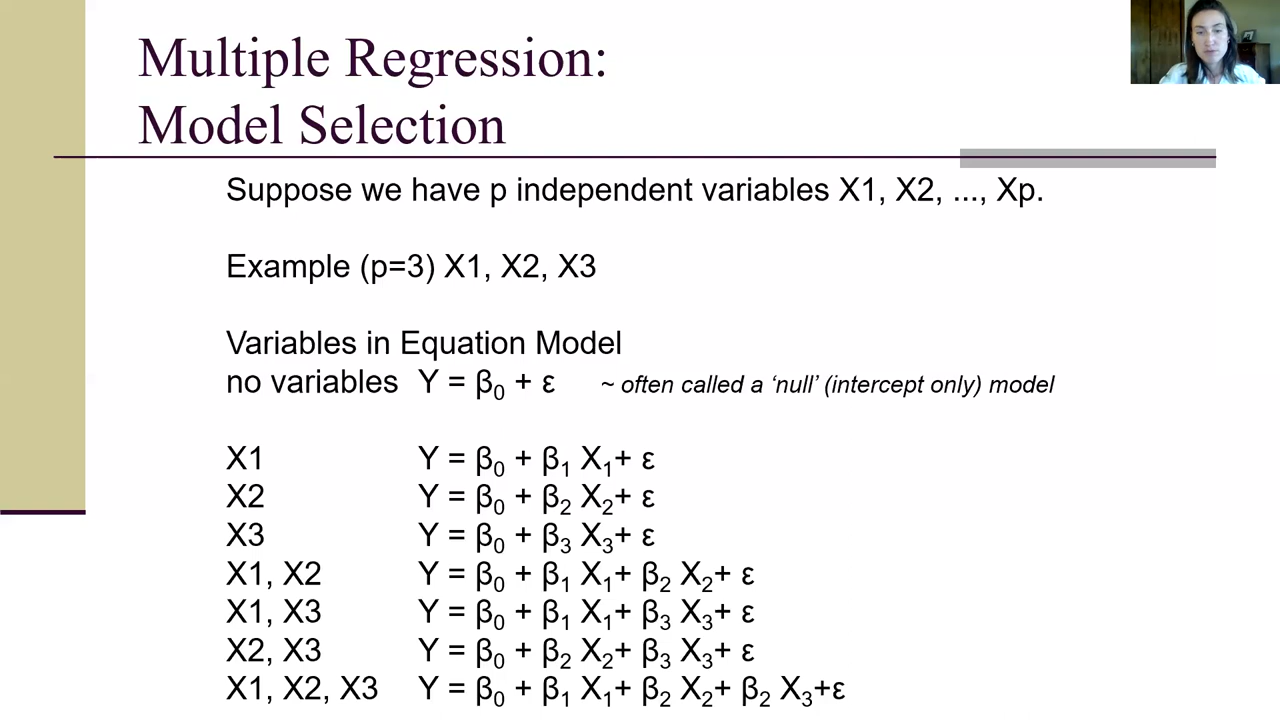 Multiple Regression:
Model Selection
Suppose we have p independent variables X1, X2, ..., Xp.
Example (p=3) X1, X2, X3
Variables in Equation Model
no variables Y = β₀ + ε ~ often called a ‘null’ (intercept only) model
X1 Y = β₀ + β₁ X₁+ ε
X2 Y = β₀ + β₂ X₂+ ε
X3 Y = β₀ + β₃ X₃+ ε
X1, X2 Y = β₀ + β₁ X₁+ β₂ X₂+ ε
X1, X3 Y = β₀ + β₁ X₁+ β₃ X₃+ ε
X2, X3 Y = β₀ + β₂ X₂+ β₃ X₃+ ε
X1, X2, X3 Y = β₀ + β₁ X₁+ β₂ X₂+ β₂ X₃+ε